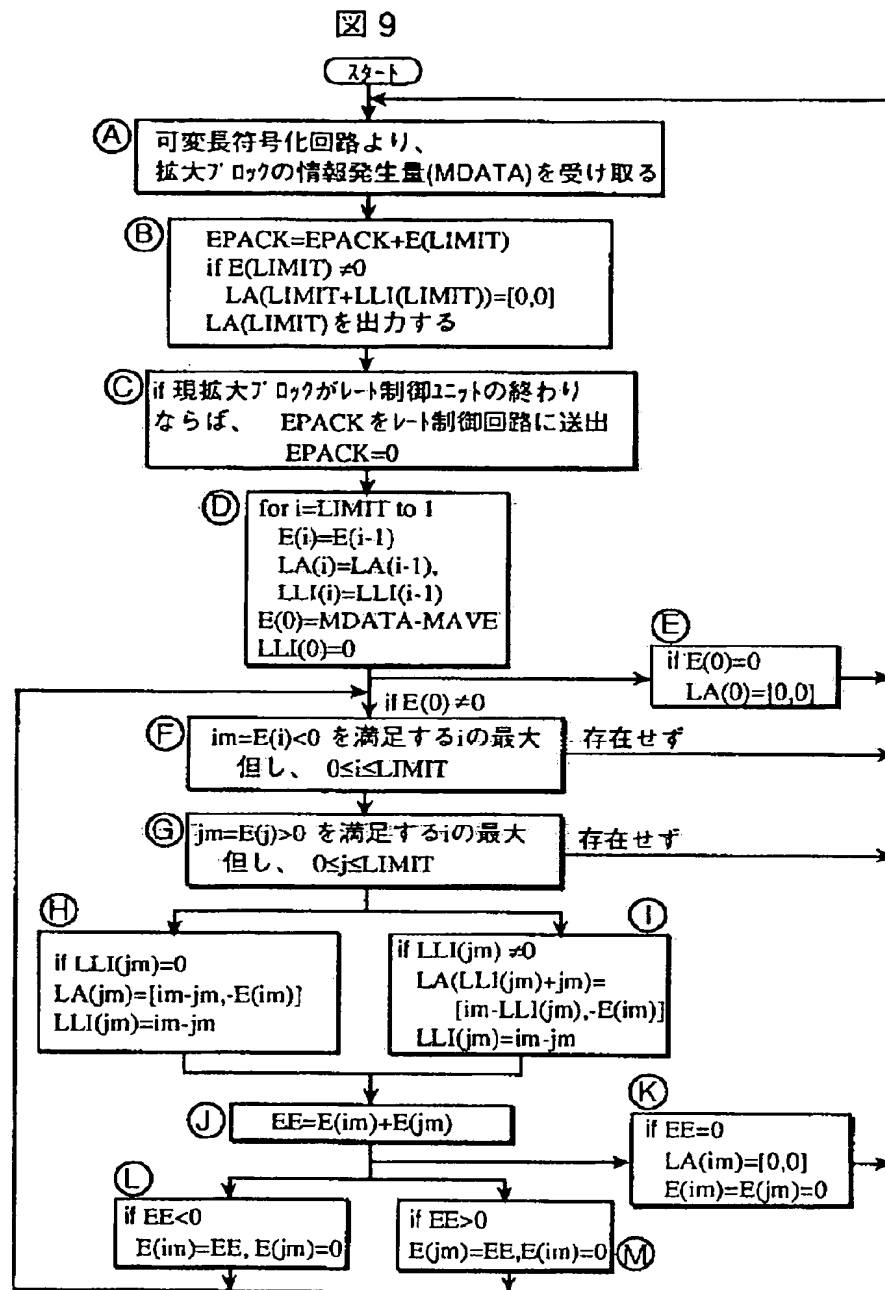 図 9
スタート
Ⓐ
可変長符号化回路より、
拡大ブロックの情報発生量(MDATA)を受け取る
Ⓑ
EPACK=EPACK+E(LIMIT)
if E(LIMIT) ≠0
LA(LIMIT+LLI(LIMIT))=[0,0]
LA(LIMIT)を出力する
Ⓒ
if 現拡大ブロックがレート制御ユニットの終わり
ならば、 EPACKをレート制御回路に送出
EPACK=0
Ⓓ
for i=LIMIT to 1
E(i)=E(i-1)
LA(i)=LA(i-1),
LLI(i)=LLI(i-1)
E(0)=MDATA-MAVE
LLI(0)=0
Ⓔ
if E(0)=0
LA(0)=[0,0]
if E(0) ≠0
Ⓕ
im=E(i)<0 を満足するiの最大
但し、 0≤i≤LIMIT
存在せず
Ⓖ
jm=E(j)>0 を満足するiの最大
但し、 0≤j≤LIMIT
存在せず
Ⓗ
if LLI(jm)=0
LA(jm)=[im-jm,-E(im)]
LLI(jm)=im-jm
Ⓘ
if LLI(jm) ≠0
LA(LLI(jm)+jm)=
[im-LLI(jm),-E(im)]
LLI(jm)=im-jm
Ⓙ
EE=E(im)+E(jm)
Ⓚ
if EE=0
LA(im)=[0,0]
E(im)=E(jm)=0
Ⓛ
if EE<0
E(im)=EE, E(jm)=0
if EE>0
E(jm)=EE,E(im)=0
Ⓜ